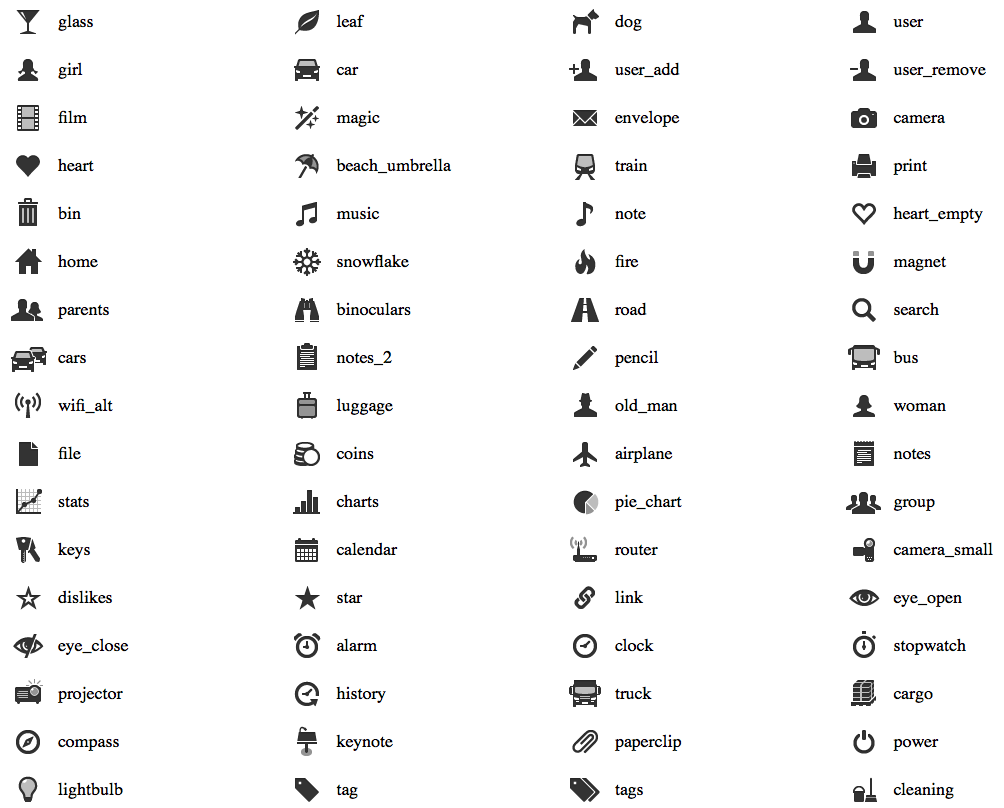 glass leaf dog user
girl car user_add user_remove
film magic envelope camera
heart beach_umbrella train print
bin music note heart_empty
home snowflake fire magnet
parents binoculars road search
cars notes_2 pencil bus
wifi_alt luggage old_man woman
file coins airplane notes
stats charts pie_chart group
keys calendar router camera_small
dislikes star link eye_open
eye_close alarm clock stopwatch
projector history truck cargo
compass keynote paperclip power
lightbulb tag tags cleaning